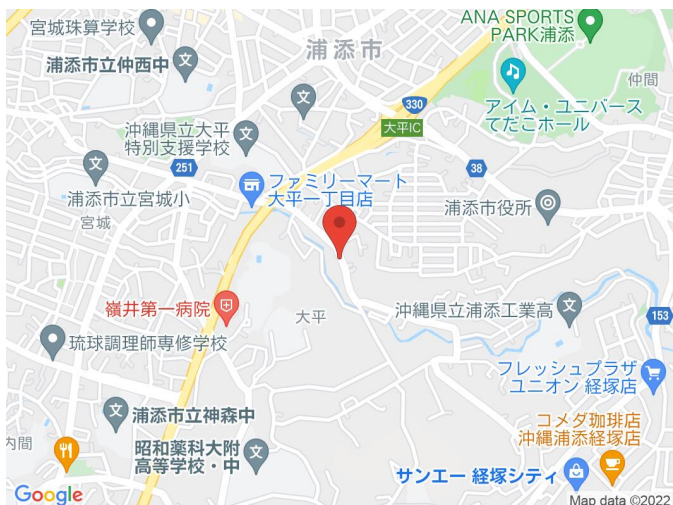 ANA SPORTS
PARK浦添
宮城珠算学校
浦添市
浦添市立仲西中
仲間
330
アイム・ユニバース
てだこホール
沖縄県立大平
特別支援学校
大平IC
251
38
ファミリーマート
大平一丁目店
浦添市立宮城小
宮城
浦添市役所
嶺井第一病院
大平
沖縄県立浦添工業高
153
琉球調理師専修学校
フレッシュプラザ
ユニオン 経塚店
浦添市立神森中
コメダ珈琲店
沖縄浦添経塚店
内間
昭和薬科大附
高等学校・中
サンエー 経塚シティ
Google
Map data ©2022